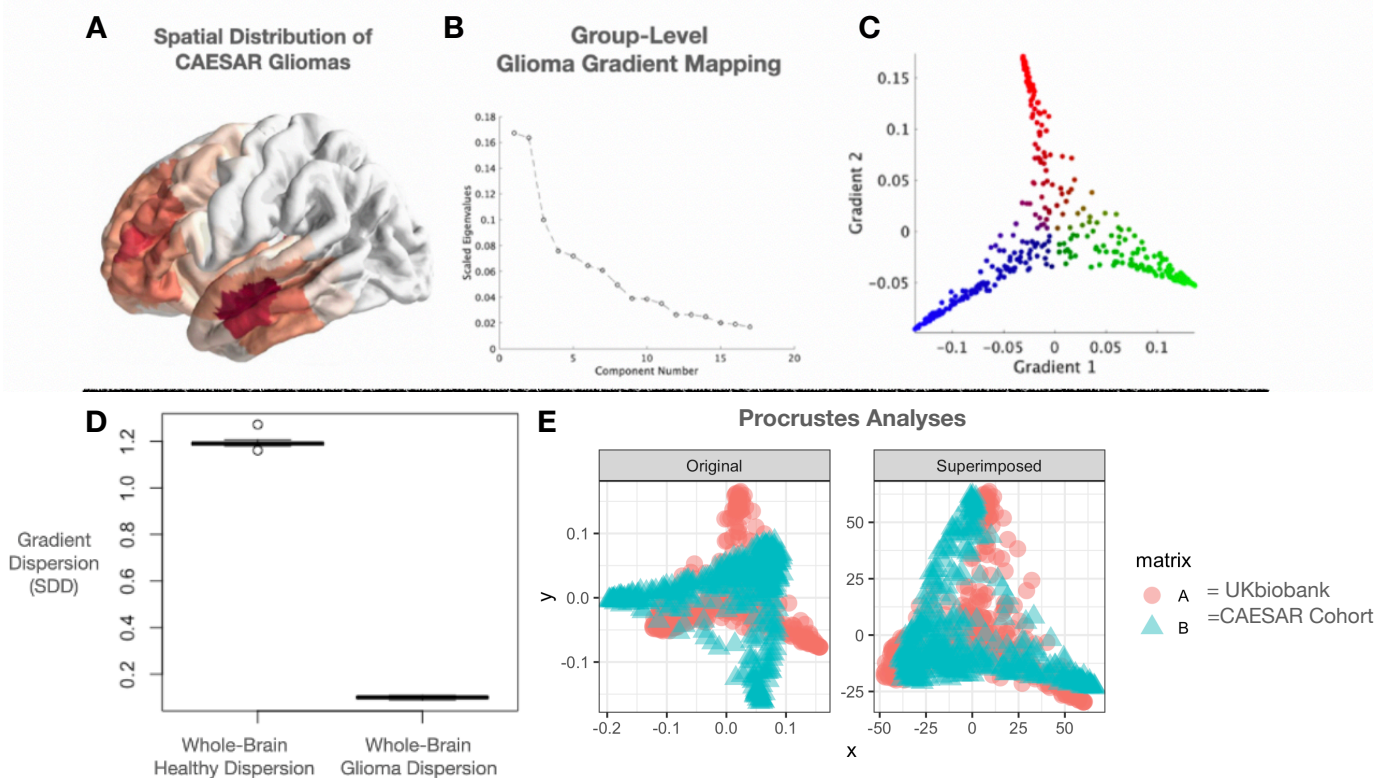 A
Spatial Distribution of
CAESAR Gliomas
B
Group-Level
Glioma Gradient Mapping
Scaled Eigenvalues
0.18
0.16
0.14
0.12
0.1
0.08
0.06
0.04
0.02
0
0
5
10
15
20
Component Number
C
Gradient 2
0.15
0.1
0.05
0
−0.05
−0.1
−0.05
0
0.05
0.1
Gradient 1
D
Gradient
Dispersion
(SDD)
1.2
1.0
0.8
0.6
0.4
0.2
Whole-Brain
Healthy Dispersion
Whole-Brain
Glioma Dispersion
E
Procrustes Analyses
Original
Superimposed
y
0.1
0.0
-0.1
-0.2
-0.1
0.0
0.1
50
25
0
-25
-50
-25
0
25
50
x
matrix
A = UKbiobank
B =CAESAR Cohort